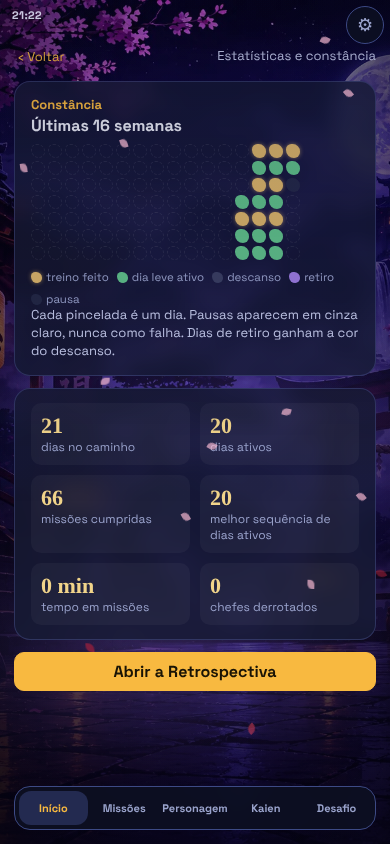 21:22
‹ Voltar
Estatísticas e constância
Constância
Últimas 16 semanas
treino feito dia leve ativo descanso retiro
pausa
Cada pincelada é um dia. Pausas aparecem em cinza
claro, nunca como falha. Dias de retiro ganham a cor
do descanso.
21
dias no caminho
20
dias ativos
66
missões cumpridas
20
melhor sequência de
dias ativos
0 min
tempo em missões
0
chefes derrotados
Abrir a Retrospectiva
Início Missões Personagem Kaien Desafio